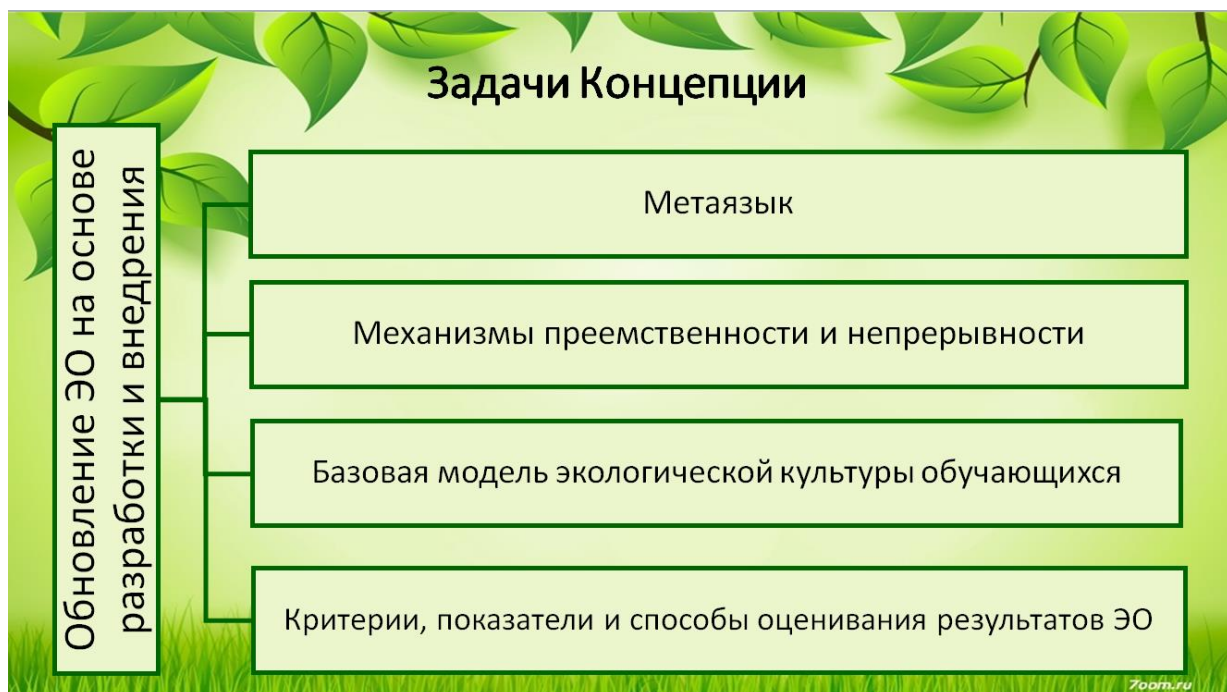 Задачи Концепции
Обновление ЭО на основе
разработки и внедрения
Метаязык
Механизмы преемственности и непрерывности
Базовая модель экологической культуры обучающихся
Критерии, показатели и способы оценивания результатов ЭО
7oom.ru